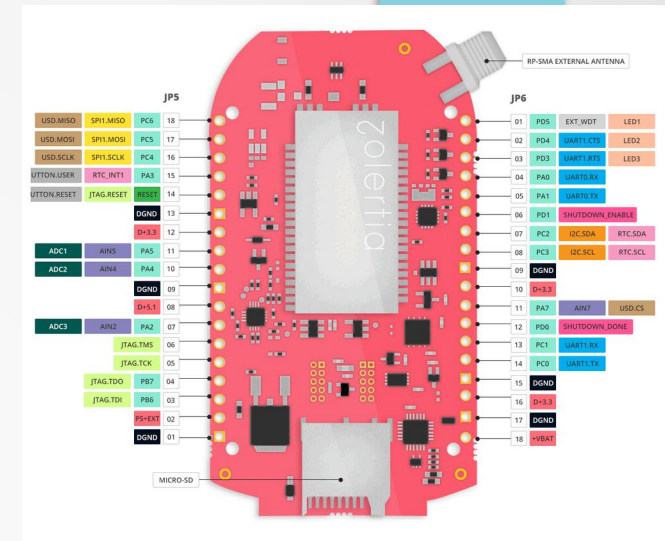 RP-SMA EXTERNAL ANTENNA
JP5
USD.MISO SPI1.MISO PC6 18
USD.MOSI SPI1.MOSI PC5 17
USD.SCLK SPI1.SCLK PC4 16
UTTON.USER RTC_INT1 PA3 15
UTTON.RESET JTAG.RESET RESET 14
DGND 13
D+3.3 12
ADC1 AIN5 PA5 11
ADC2 AIN4 PA4 10
DGND 09
D+5.1 08
ADC3 AIN2 PA2 07
JTAG.TMS 06
JTAG.TCK 05
JTAG.TDO PB7 04
JTAG.TDI PB6 03
PS+EXT 02
DGND 01
Zolertia
JP6
01 PD5 EXT_WDT LED1
02 PD4 UART1.CTS LED2
03 PD3 UART1.RTS LED3
04 PA0 UART0.RX
05 PA1 UART0.TX
06 PD1 SHUTDOWN_ENABLE
07 PC2 I2C.SDA RTC.SDA
08 PC3 I2C.SCL RTC.SCL
09 DGND
10 D+3.3
11 PA7 AIN7 USD.CS
12 PD0 SHUTDOWN_DONE
13 PC1 UART1.RX
14 PC0 UART1.TX
15 DGND
16 D+3.3
17 DGND
18 +VBAT
MICRO-SD